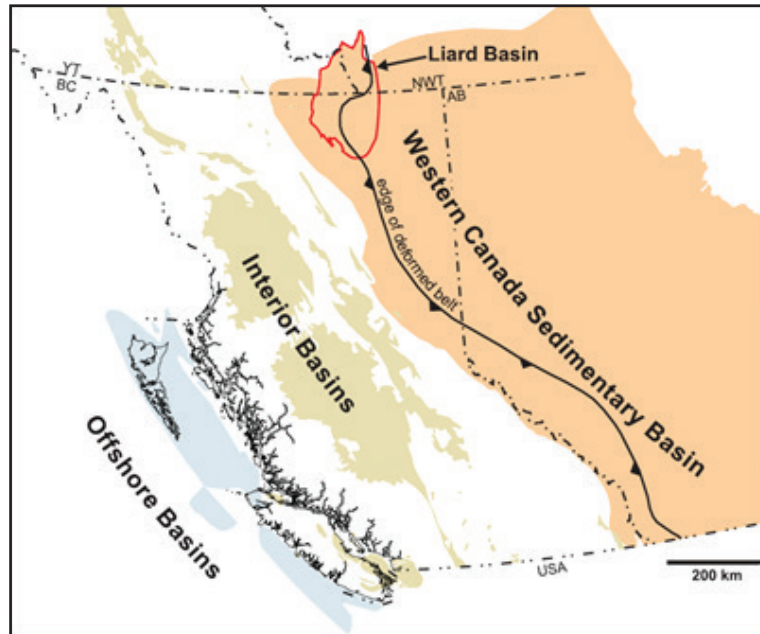 Liard Basin
YT
BC
NWT
AB
Western Canada Sedimentary Basin
edge of deformed belt
Interior Basins
Offshore Basins
USA
200 km